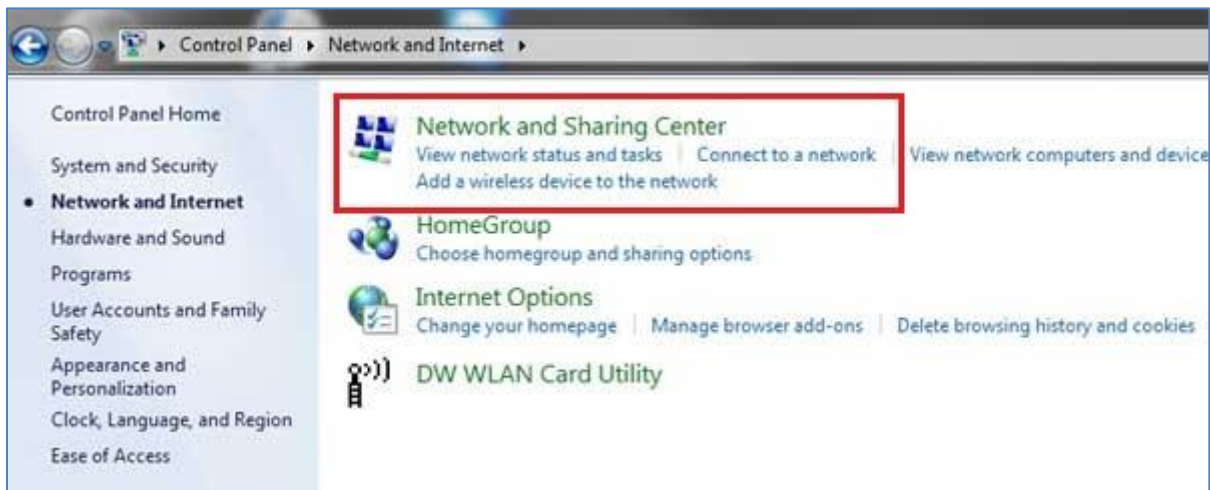 Control Panel Network and Internet
Control Panel Home
System and Security
Network and Internet
Hardware and Sound
Programs
User Accounts and Family
Safety
Appearance and
Personalization
Clock, Language, and Region
Ease of Access
Network and Sharing Center
View network status and tasks Connect to a network View network computers and device
Add a wireless device to the network
HomeGroup
Choose homegroup and sharing options
Internet Options
Change your homepage Manage browser add-ons Delete browsing history and cookies
DW WLAN Card Utility